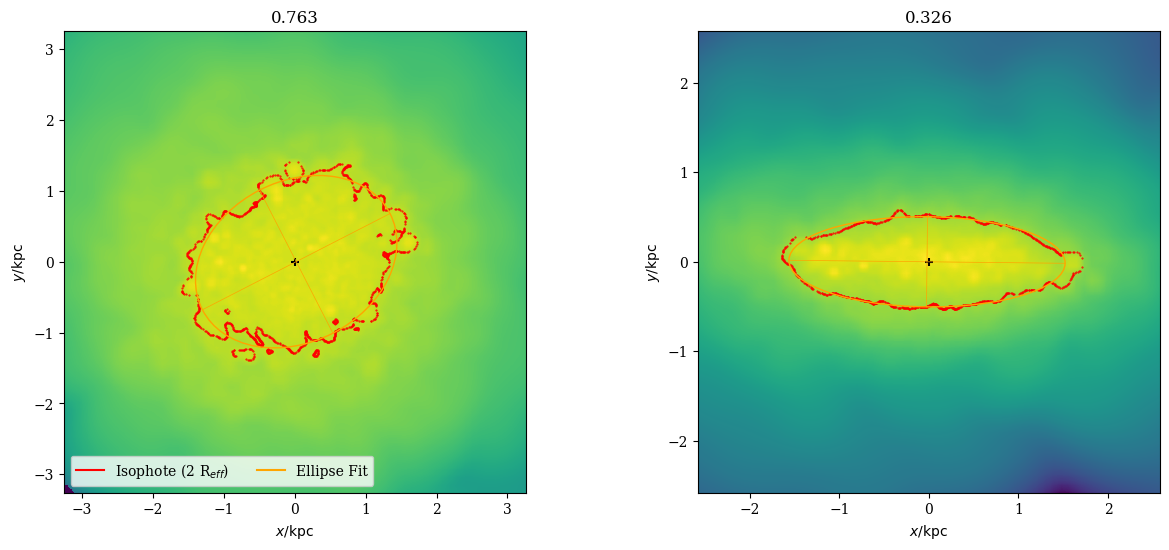 0.763
3
2
1
0
−1
−2
−3
y/kpc
−3 −2 −1 0 1 2 3
x/kpc
Isophote (2 R_eff) Ellipse Fit
0.326
2
1
0
−1
−2
y/kpc
−2 −1 0 1 2
x/kpc